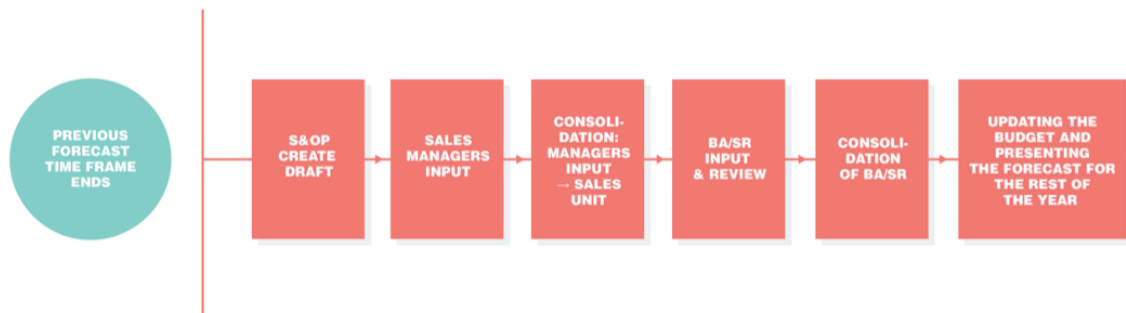 PREVIOUS
FORECAST
TIME FRAME
ENDS
S&OP
CREATE
DRAFT
SALES
MANAGERS
INPUT
CONSOLI-
DATION:
MANAGERS
INPUT
→ SALES
UNIT
BA/SR
INPUT
& REVIEW
CONSOLI-
DATION
OF BA/SR
UPDATING THE
BUDGET AND
PRESENTING
THE FORECAST FOR
THE REST OF
THE YEAR